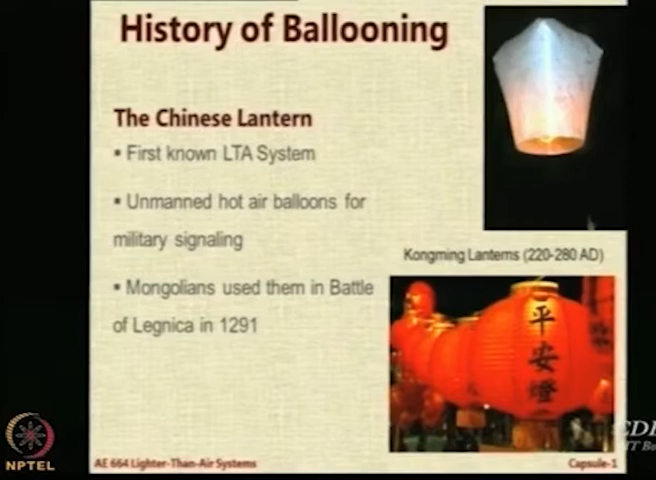 History of Ballooning
The Chinese Lantern
▪ First known LTA System
▪ Unmanned hot air balloons for
military signaling
Kongming Lanterns (220-280 AD)
▪ Mongolians used them in Battle
of Legnica in 1291
平安燈
NPTEL
AE 664 Lighter-Than-Air Systems
Capsule-1